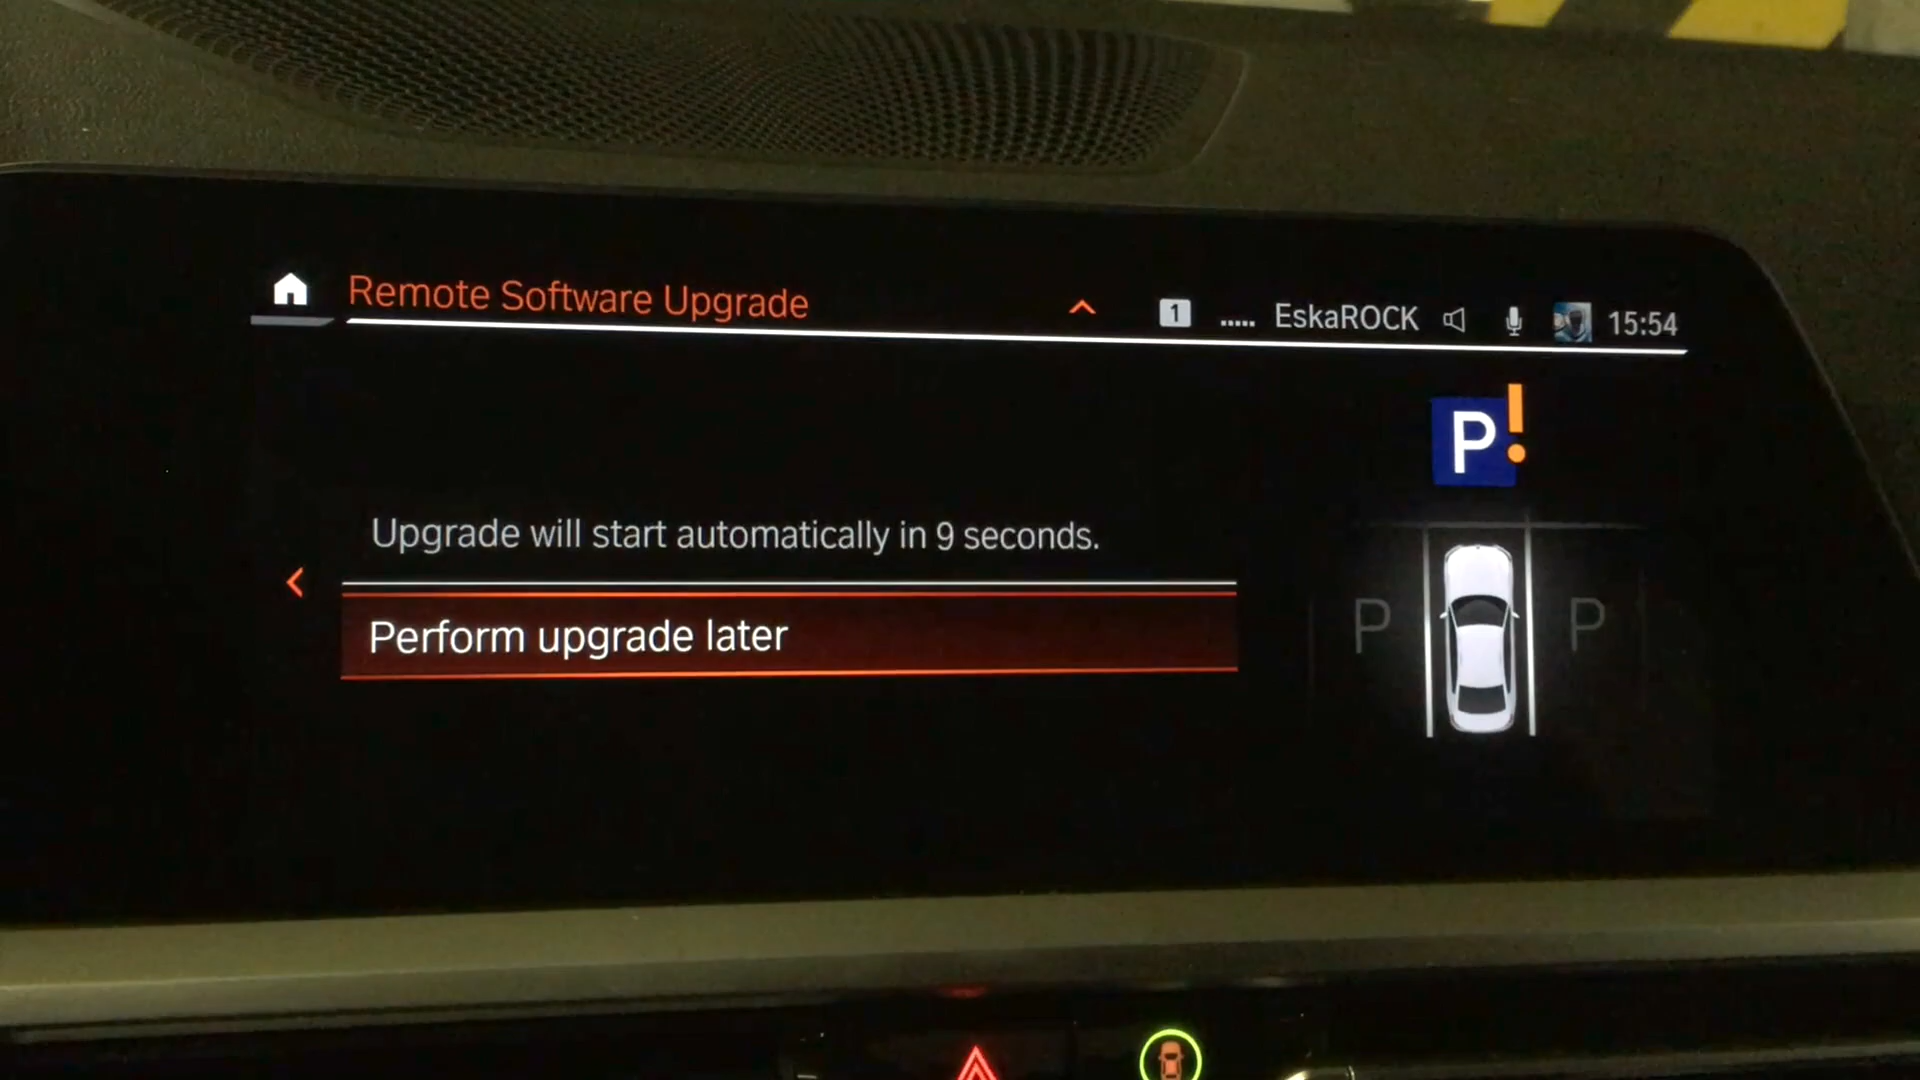 Remote Software Upgrade
1
EskaROCK
15:54
P!
Upgrade will start automatically in 9 seconds.
Perform upgrade later
P
P